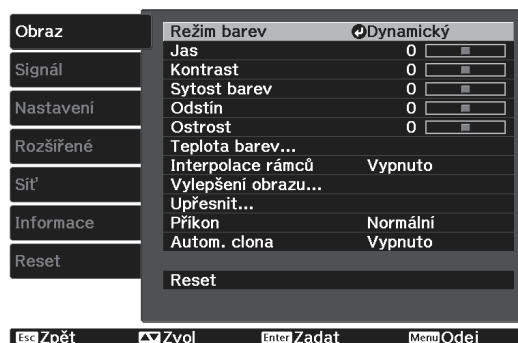 Obraz
Signál
Nastavení
Rozšířené
Síť
Informace
Reset
Režim barev Dynamický
Jas 0
Kontrast 0
Sytost barev 0
Odstín 0
Ostrost 0
Teplota barev...
Interpolace rámců Vypnuto
Vylepšení obrazu...
Upřesnit...
Příkon Normální
Autom. clona Vypnuto
Reset
Esc Zpět Zvol Enter Zadat Menu Odej